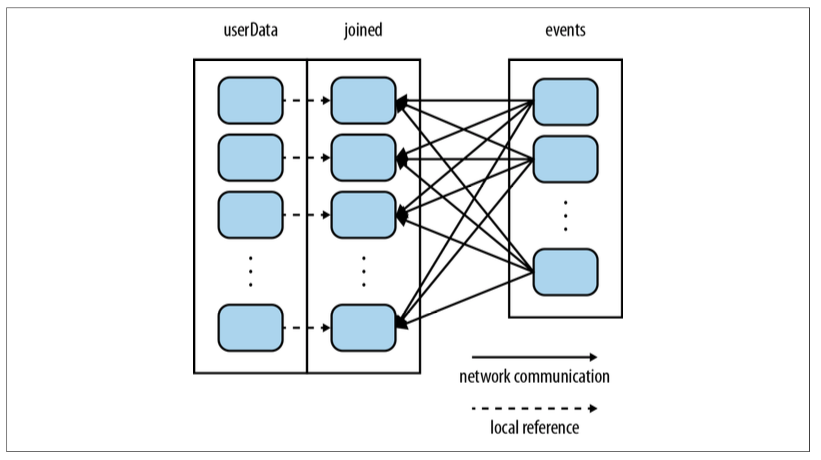 userData
joined
events
network communication
local reference